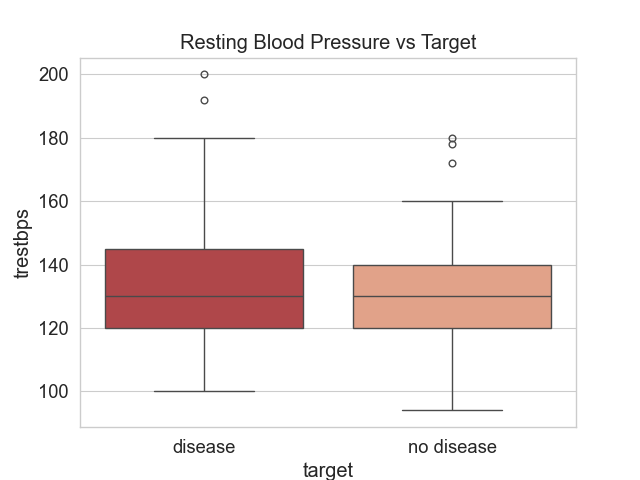 Resting Blood Pressure vs Target
200
180
160
140
120
100
trestbps
disease
no disease
target